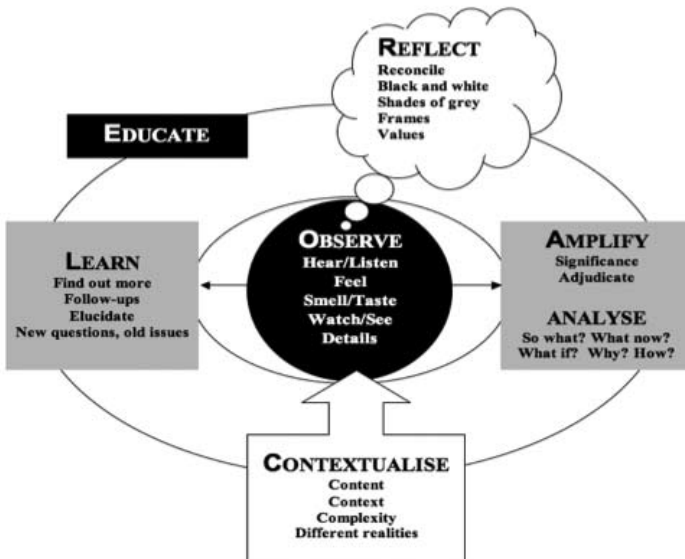 REFLECT
Reconcile
Black and white
Shades of grey
Frames
Values
EDUCATE
LEARN
Find out more
Follow-ups
Elucidate
New questions, old issues
OBSERVE
Hear/Listen
Feel
Smell/Taste
Watch/See
Details
AMPLIFY
Significance
Adjudicate
ANALYSE
So what? What now?
What if? Why? How?
CONTEXTUALISE
Content
Context
Complexity
Different realities